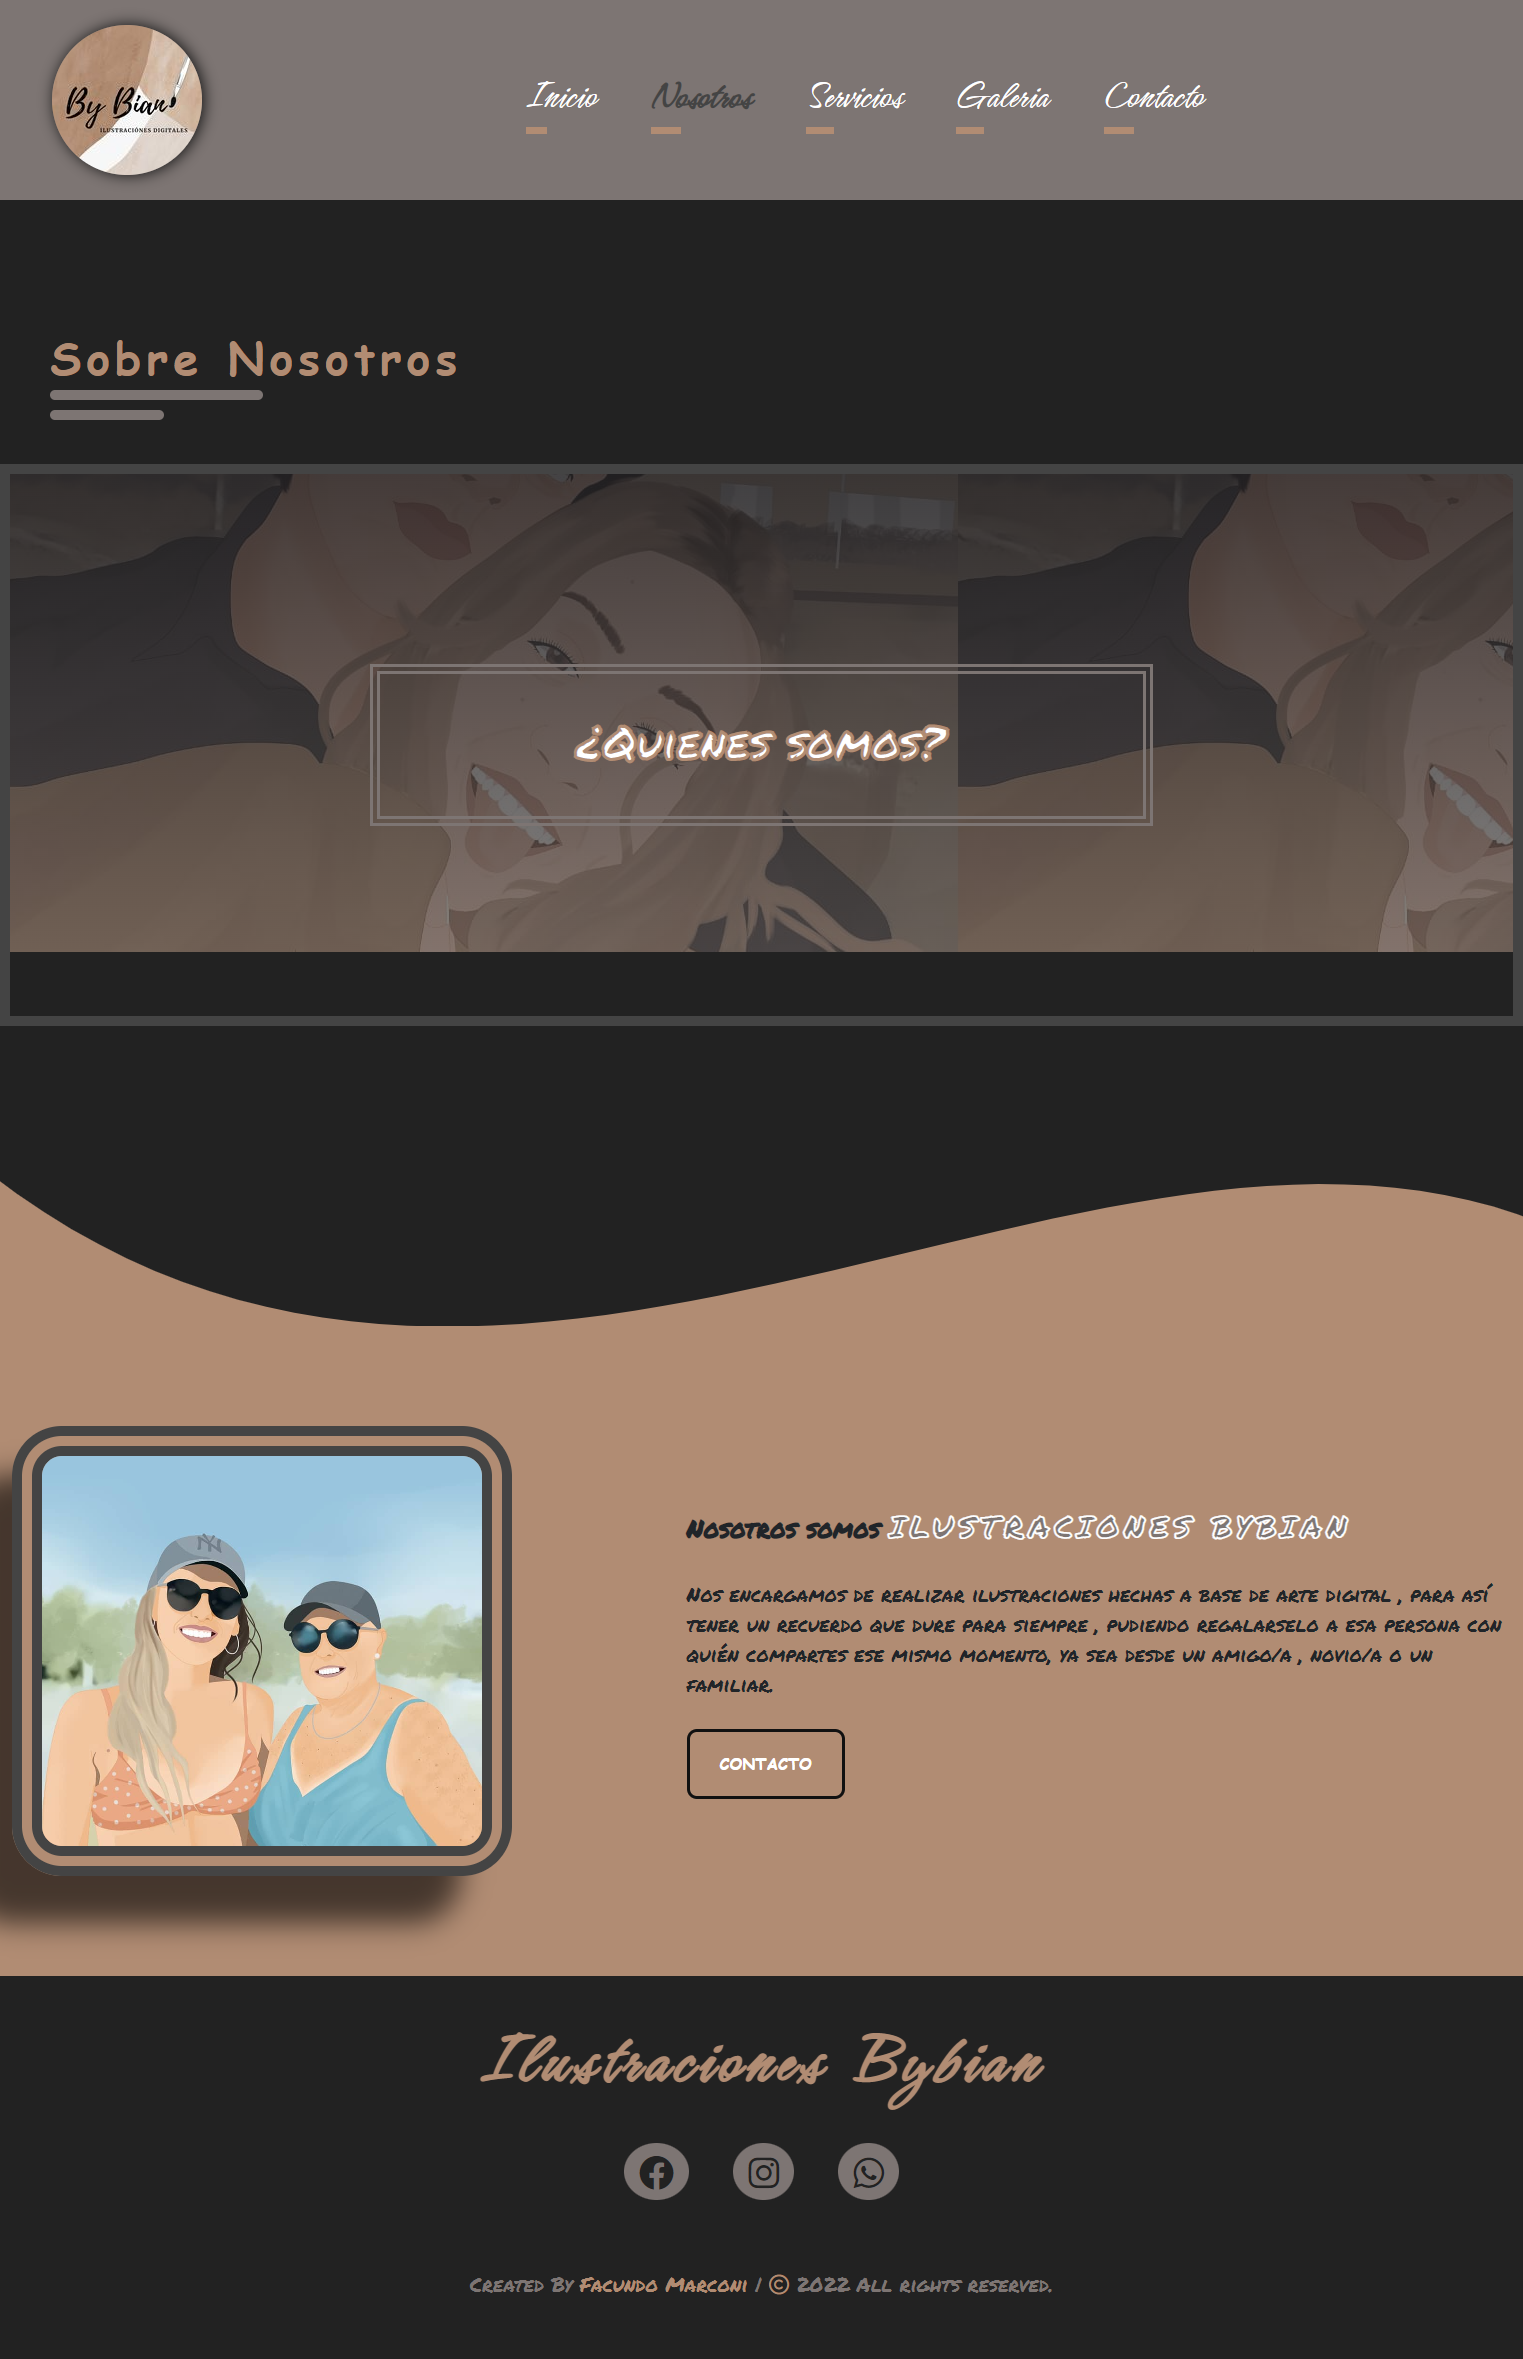 By Bian
ILUSTRACIÓNES DIGITALES
Inicio Nosotros Servicios Galeria Contacto
Sobre Nosotros
¿Quienes somos?
NY
Nosotros somos ILUSTRACIONES BYBIAN
Nos encargamos de realizar ilustraciones hechas a base de arte digital , para así
tener un recuerdo que dure para siempre , pudiendo regalarselo a esa persona con
quién compartes ese mismo momento, ya sea desde un amigo/a , novio/a o un
familiar.
CONTACTO
Ilustraciones Bybian
Created By Facundo Marconi | © 2022 All rights reserved.